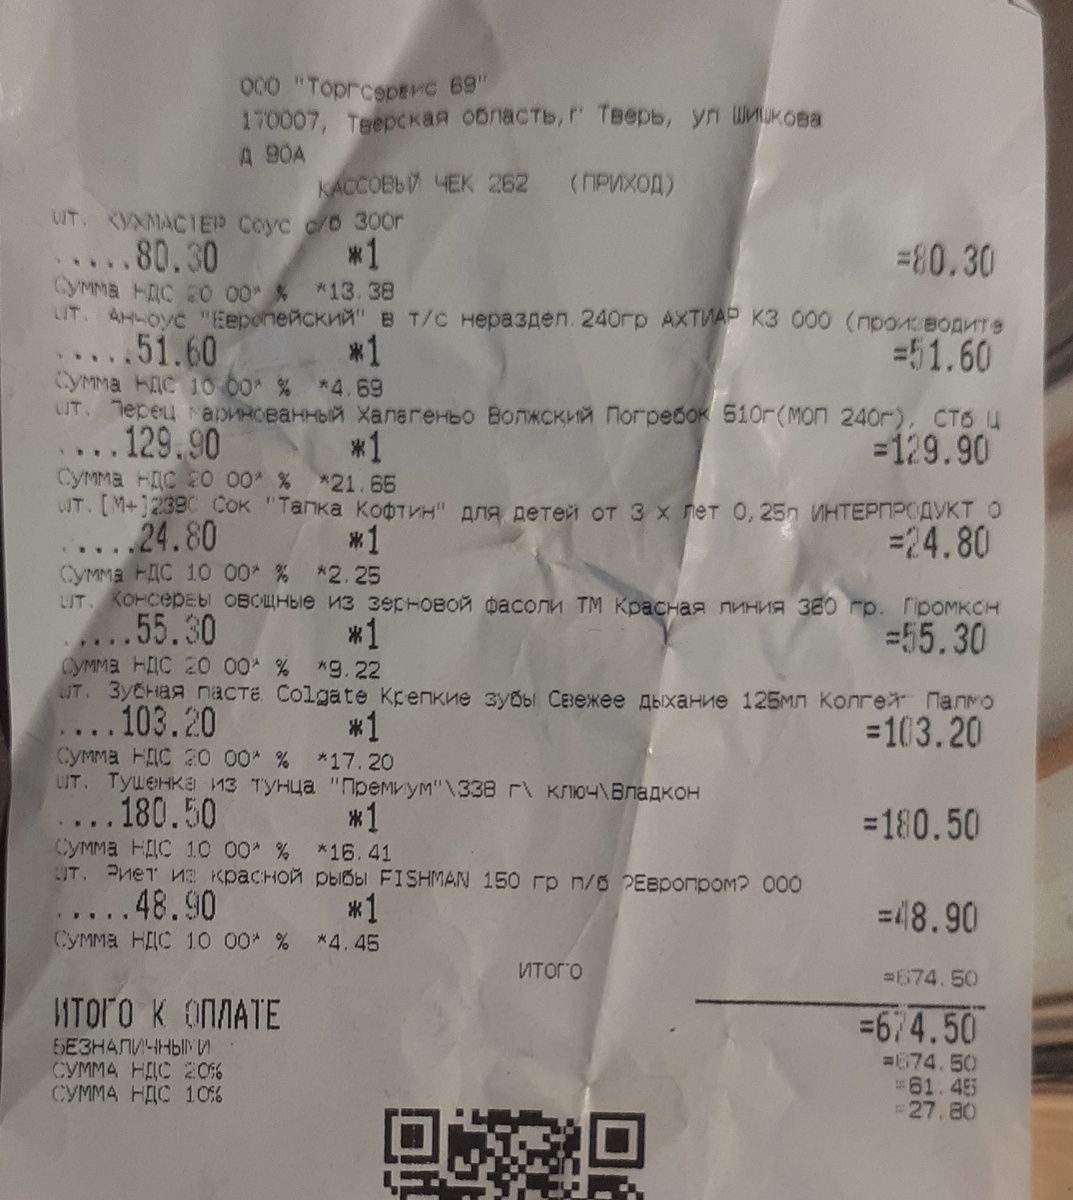 ООО "Торгсервис 69"
170007, Тверская область,г Тверь, ул Шишкова
д 90А
КАССОВЫЙ ЧЕК 262 (ПРИХОД)
шт. КУХМАСТЕР Соус с/б 300г
.....80.30 *1 =80.30
Сумма НДС 20 00* % *13.38
шт. Анчоус "Европейский" в т/с нераздел.240гр АХТИАР КЗ ООО (производите
.....51.60 *1 =51.60
Сумма НДС 10 00* % *4.69
шт. Перец маринованный Халапеньо Волжский Погребок 510г(МОП 240г), СТб Ц
....129.90 *1 =129.90
Сумма НДС 20 00* % *21.65
шт.[М+] Сок "Тапка Кофтин" для детей от 3 х лет 0,25л ИНТЕРПРОДУКТ О
.....24.80 *1 =24.80
Сумма НДС 10 00* % *2.25
шт. Консервы овощные из зерновой фасоли ТМ Красная линия 380 гр. Промкон
.....55.30 *1 =55.30
Сумма НДС 20 00* % *9.22
шт. Зубная паста Colgate Крепкие зубы Свежее дыхание 125мл Колгейт Палмо
....103.20 *1 =103.20
Сумма НДС 20 00* % *17.20
шт. Тушенка из тунца "Премиум"\338 г\ ключ\Владкон
....180.50 *1 =180.50
Сумма НДС 10 00* % *16.41
шт. Риет из красной рыбы FISHMAN 150 гр п/б ?Европром? ООО
.....48.90 *1 =48.90
Сумма НДС 10 00* % *4.45
ИТОГО =674.50
ИТОГО К ОПЛАТЕ =674.50
БЕЗНАЛИЧНЫМИ =674.50
СУММА НДС 20% =61.45
СУММА НДС 10% =27.80